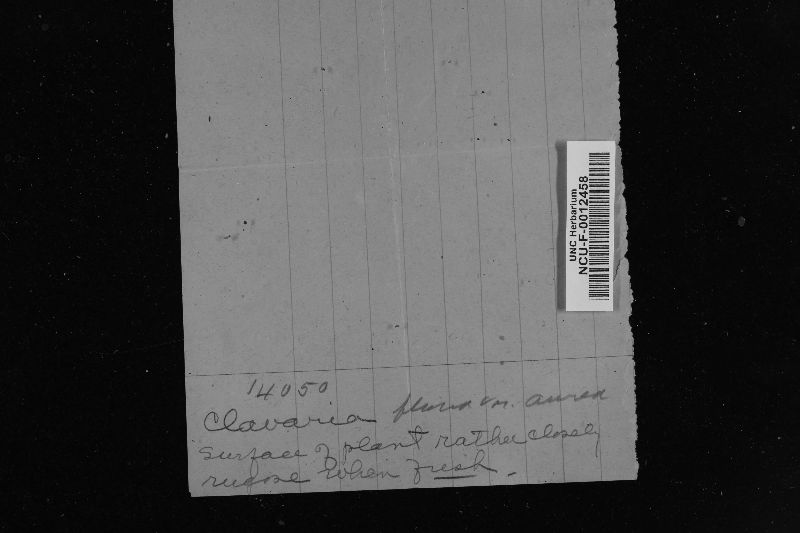 UNC Herbarium
NCU-F-0012458
14050
Clavaria flava var. aurea
Surface of plant rather closely
rugose when fresh.